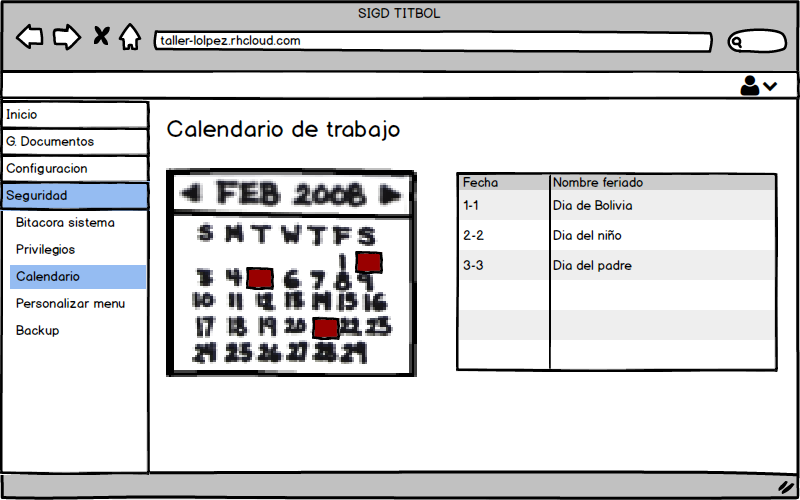 SIGD TITBOL
taller-lolpez.rhcloud.com
Inicio
G. Documentos
Configuracion
Seguridad
Bitacora sistema
Privilegios
Calendario
Personalizar menu
Backup
Calendario de trabajo
FEB 2008
S M T W T F S
1
3 4 6 7 8 9
10 11 12 13 14 15 16
17 18 19 20 22 23
24 25 26 27 28 29
Fecha Nombre feriado
1-1 Dia de Bolivia
2-2 Dia del niño
3-3 Dia del padre